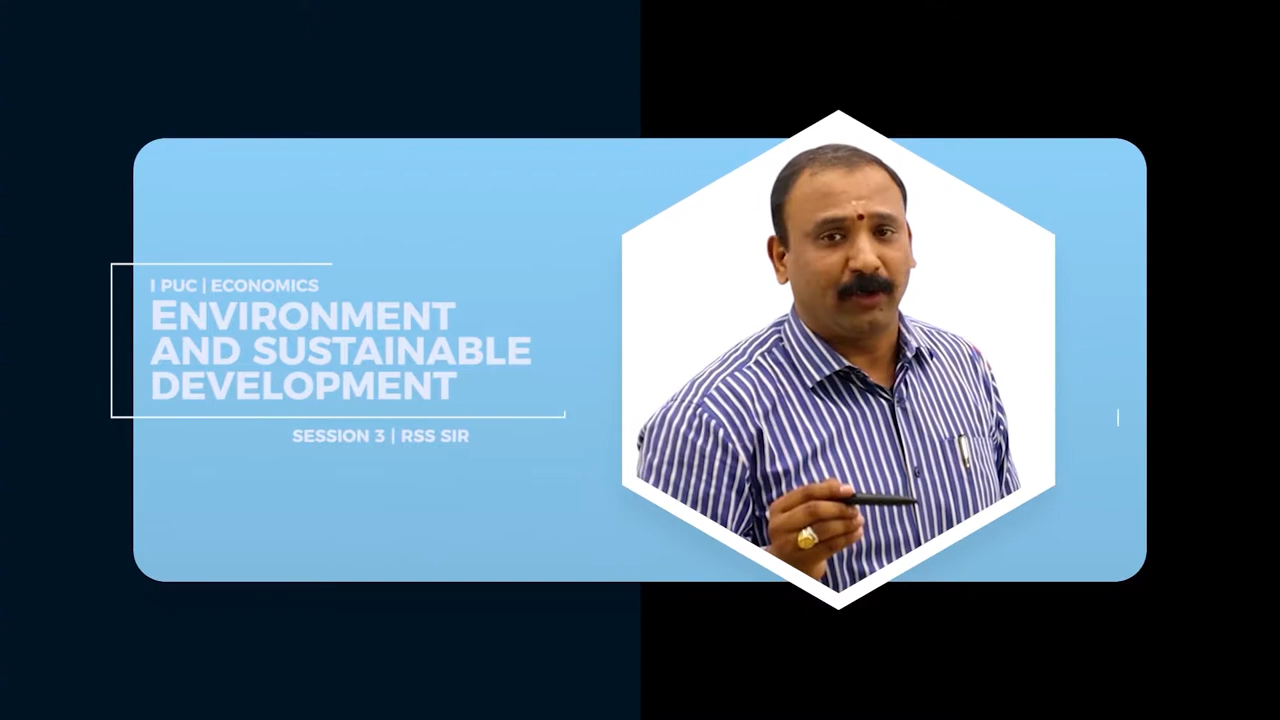 I PUC | ECONOMICS
ENVIRONMENT
AND SUSTAINABLE
DEVELOPMENT
SESSION 3 | RSS SIR